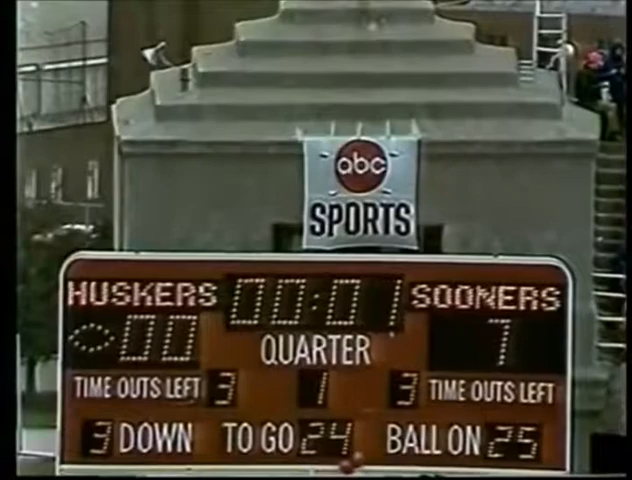 abc
SPORTS
HUSKERS 00:01 SOONERS
00 QUARTER 7
TIME OUTS LEFT 3 1 3 TIME OUTS LEFT
3 DOWN TO GO 24 BALL ON 25